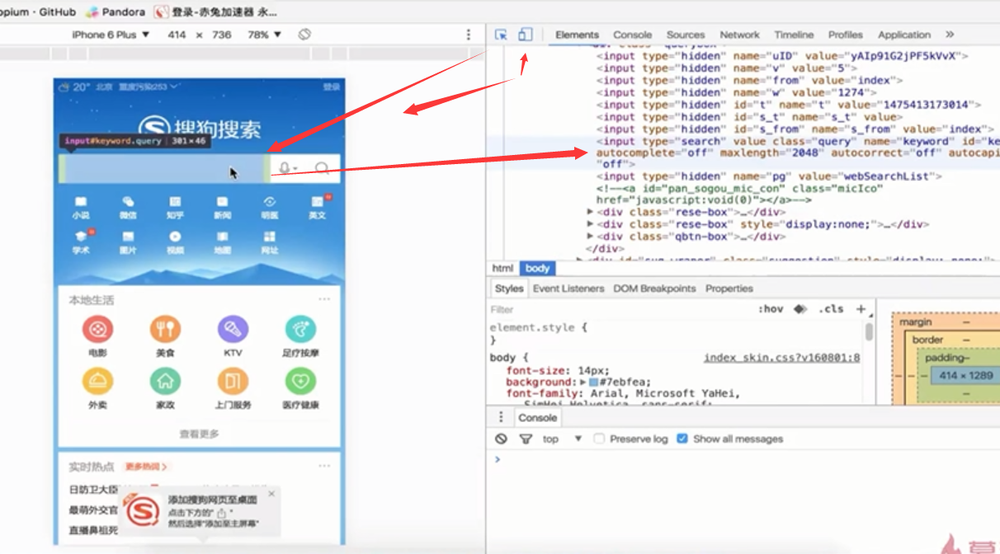 opium · GitHub Pandora 登录-赤兔加速器 永...
iPhone 6 Plus ▼ 414 × 736 78% ▼
20° 北京 重度污染253 登录
搜狗搜索
input#keyword.query 301×46
小说 微信 知乎 新闻 明医 英文
学术 图片 视频 地图 网址
本地生活
电影 美食 KTV 足疗按摩
外卖 家政 上门服务 医疗健康
查看更多
实时热点 更多热词 >
日防卫大臣
最萌外交官
直播鼻祖死
添加搜狗网页至桌面 ×
点击下方的" "
然后选择"添加至主屏幕"
Elements Console Sources Network Timeline Profiles Application »
<input type="hidden" name="uID" value="yAIp91G2jPF5kVvX">
<input type="hidden" name="v" value="5">
<input type="hidden" name="from" value="index">
<input type="hidden" name="w" value="1274">
<input type="hidden" id="t" name="t" value="1475413173014">
<input type="hidden" id="s_t" name="s_t" value>
<input type="hidden" id="s_from" name="s_from" value="index">
<input type="search" value class="query" name="keyword" id="ke
autocomplete="off" maxlength="2048" autocorrect="off" autocapi
"off">
<input type="hidden" name="pg" value="webSearchList">
<!--<a id="pan_sogou_mic_con" class="micIco"
href="javascript:void(0)"></a>-->
▶<div class="rese-box">…</div>
▶<div class="rese-box" style="display:none;">…</div>
▶<div class="qbtn-box">…</div>
</div>
html body
Styles Event Listeners DOM Breakpoints Properties
Filter :hov .cls +
element.style {
}
body { index_skin.css?v160801:8
font-size: 14px;
background:▶#7ebfea;
font-family: Arial, Microsoft YaHei,
SimHei,Helvetica, sans-serif;
margin –
border –
padding–
– – – 414 × 1289
–
Console
top ▼ Preserve log Show all messages
>